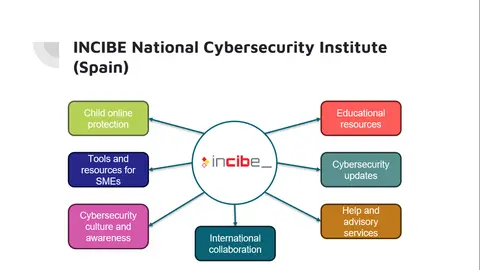 INCIBE National Cybersecurity Institute
(Spain)
Child online
protection
Educational
resources
incibe_
Tools and
resources for
SMEs
Cybersecurity
updates
Cybersecurity
culture and
awareness
Help and
advisory
services
International
collaboration